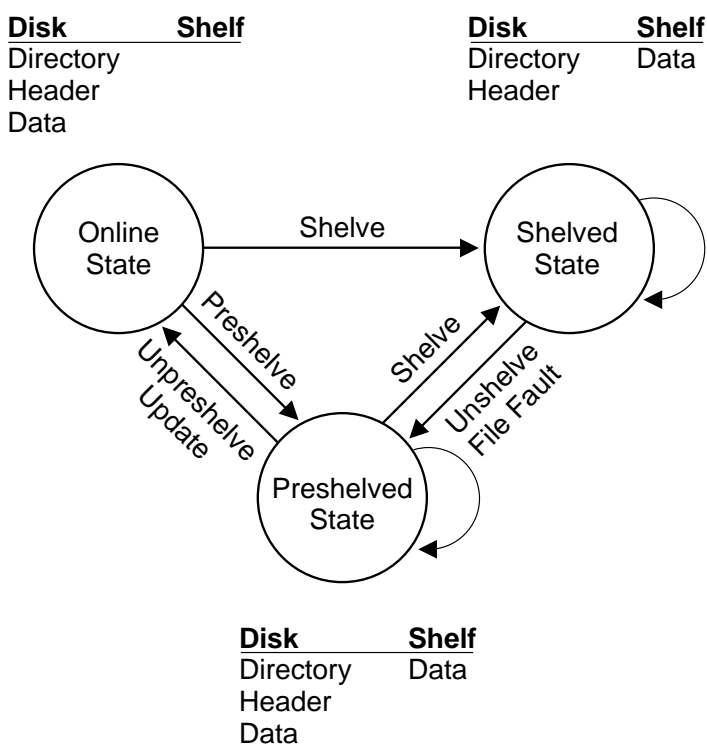 Disk Shelf
Directory
Header
Data
Disk Shelf
Directory Data
Header
Online
State
Shelve
Shelved
State
Preshelve
Unpreshelve
Update
Shelve
Unshelve
File Fault
Preshelved
State
Disk Shelf
Directory Data
Header
Data